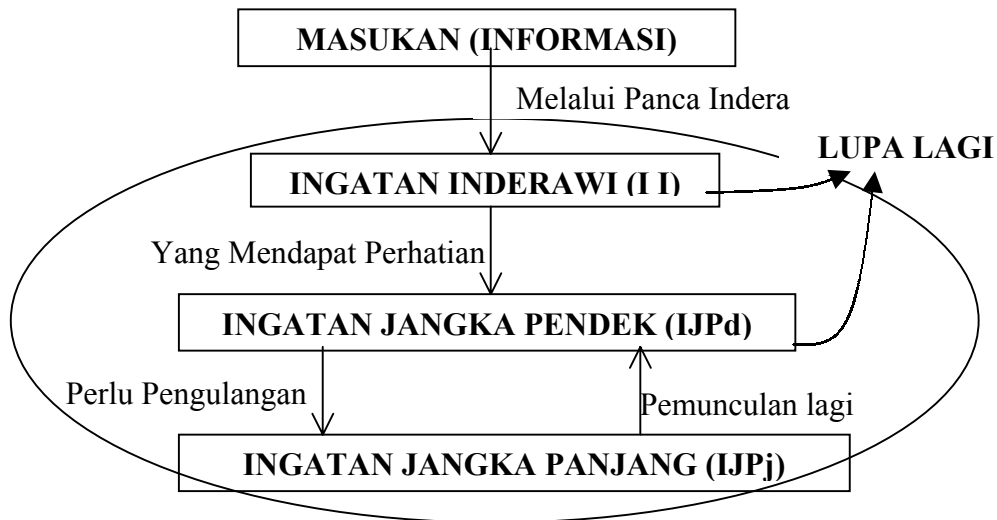 MASUKAN (INFORMASI)
Melalui Panca Indera
LUPA LAGI
INGATAN INDERAWI (I I)
Yang Mendapat Perhatian
INGATAN JANGKA PENDEK (IJPd)
Perlu Pengulangan
Pemunculan lagi
INGATAN JANGKA PANJANG (IJPj)